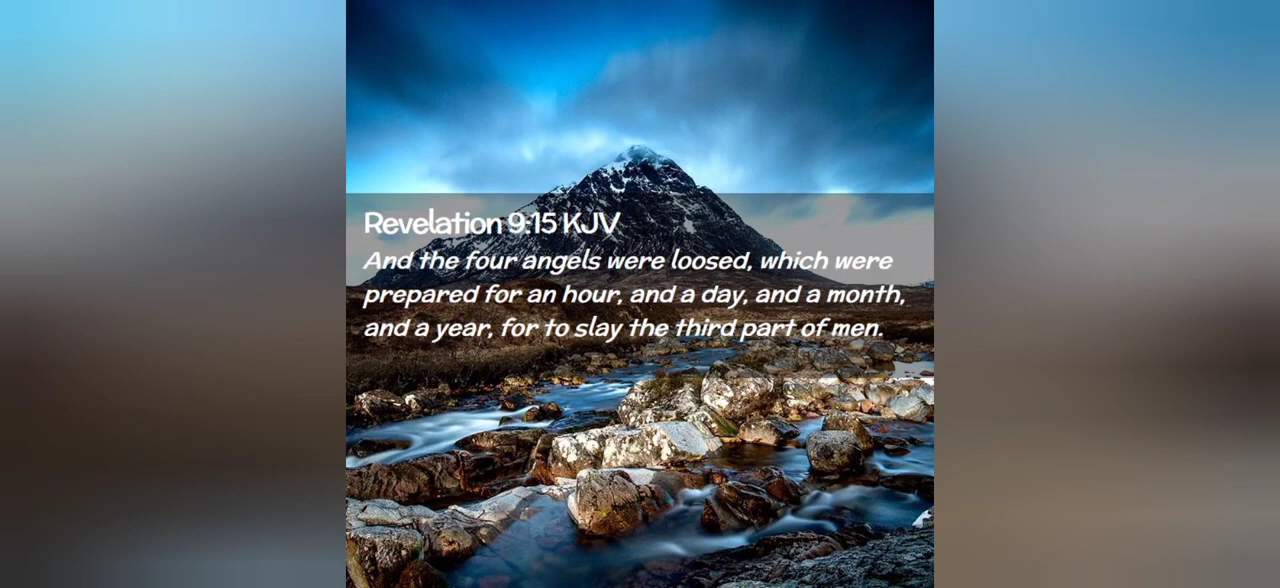 Revelation 9:15 KJV
And the four angels were loosed, which were
prepared for an hour, and a day, and a month,
and a year, for to slay the third part of men.